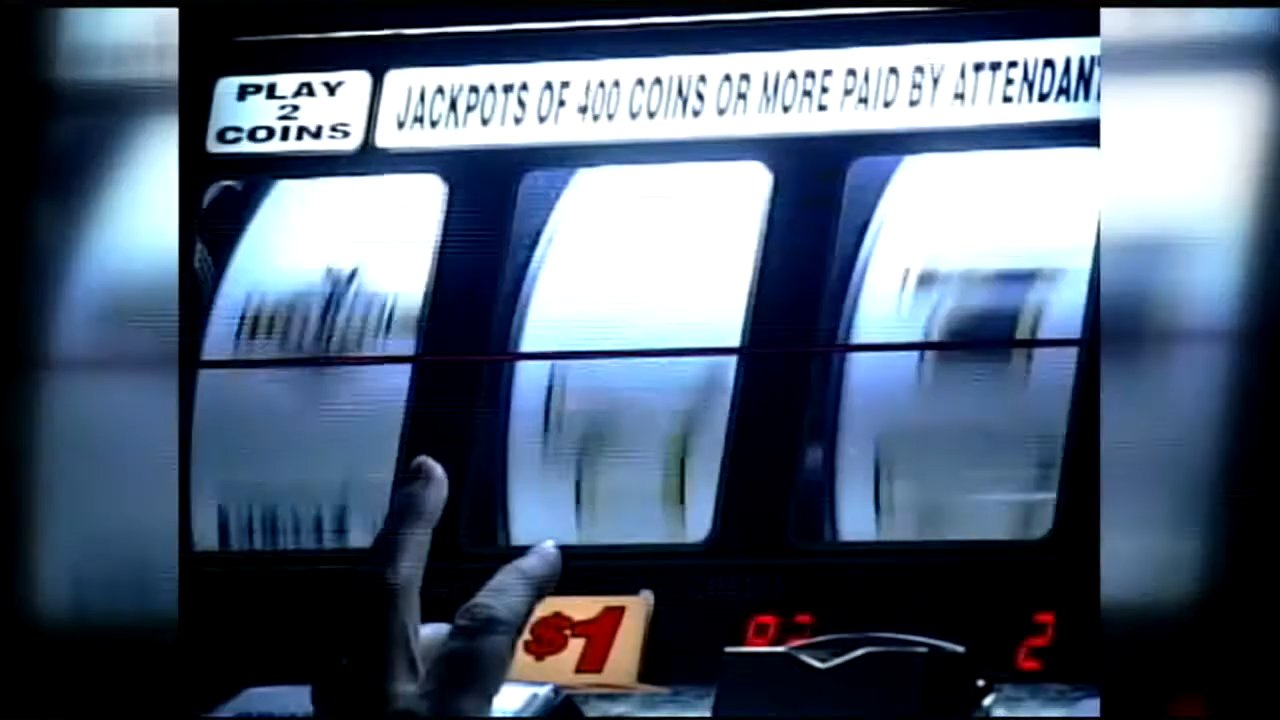 PLAY
2
COINS
JACKPOTS OF 400 COINS OR MORE PAID BY ATTENDANT
$1
2